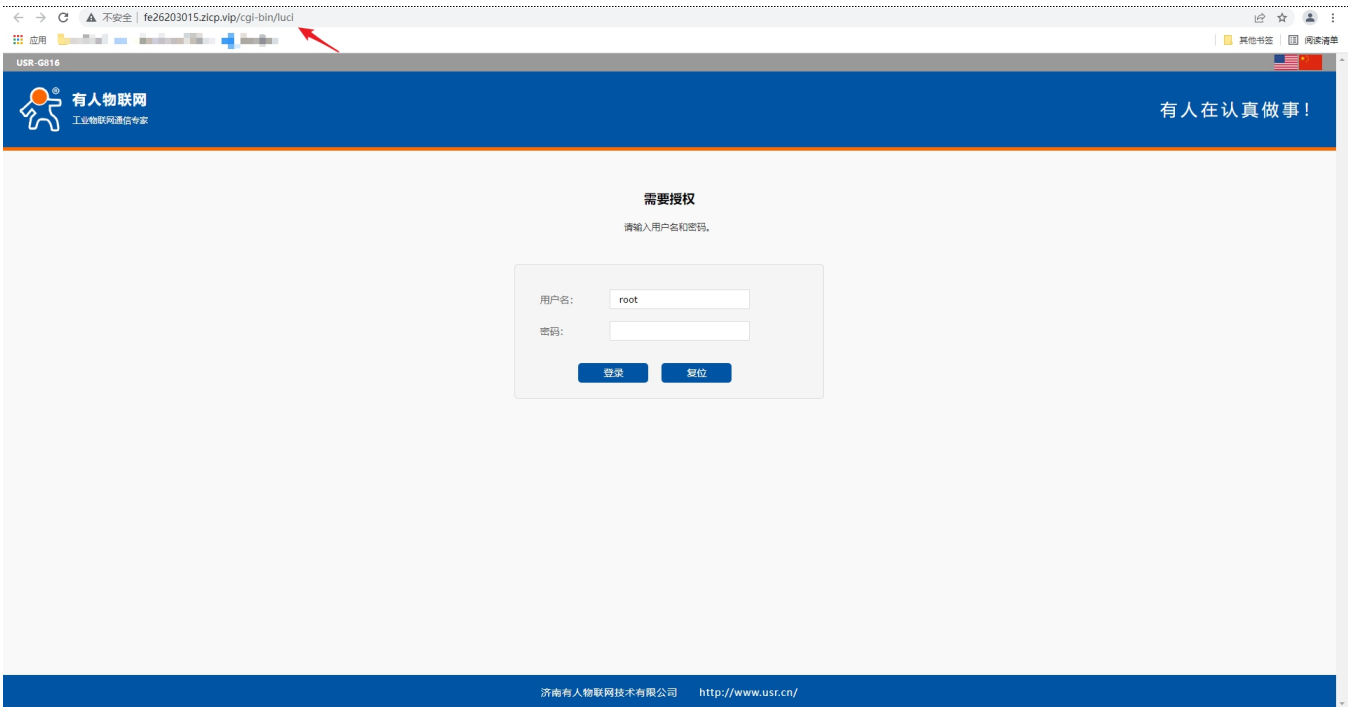 不安全 fe26203015.zicp.vip/cgi-bin/luci
应用 其他书签 阅读清单
USR-G816
有人物联网
工业物联网通信专家
有人在认真做事！
需要授权
请输入用户名和密码。
用户名： root
密码：
登录 复位
济南有人物联网技术有限公司 http://www.usr.cn/